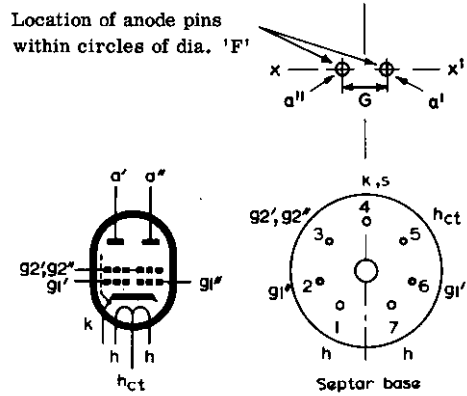 Location of anode pins
within circles of dia. 'F'
x x'
a" G a'
k,s
a' a"
g2',g2" 4 hct
3 5
g2',g2"
g1' g1" g1" 2 6 g1'
k 1 7
h h h h
hct
Septar base